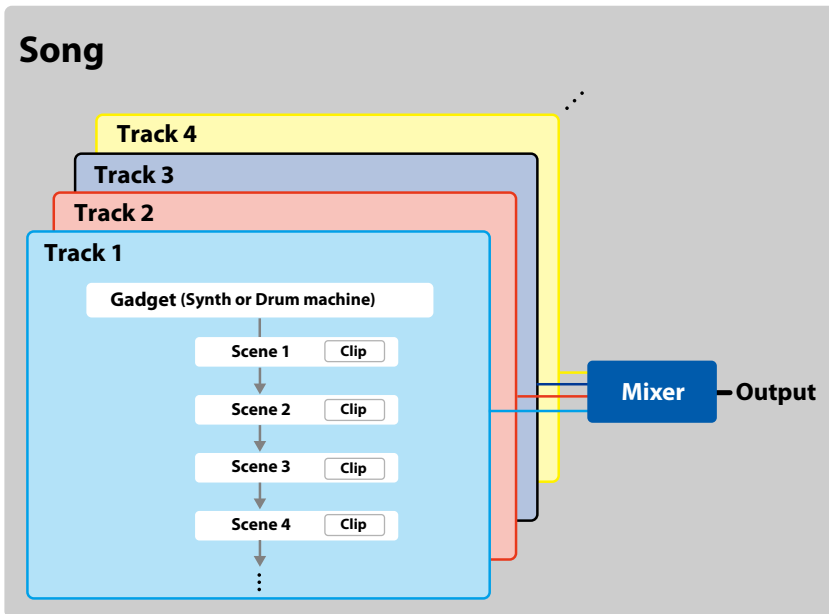 Song
Track 4
Track 3
Track 2
Track 1
Gadget (Synth or Drum machine)
Scene 1 Clip
Scene 2 Clip
Scene 3 Clip
Scene 4 Clip
Mixer
Output